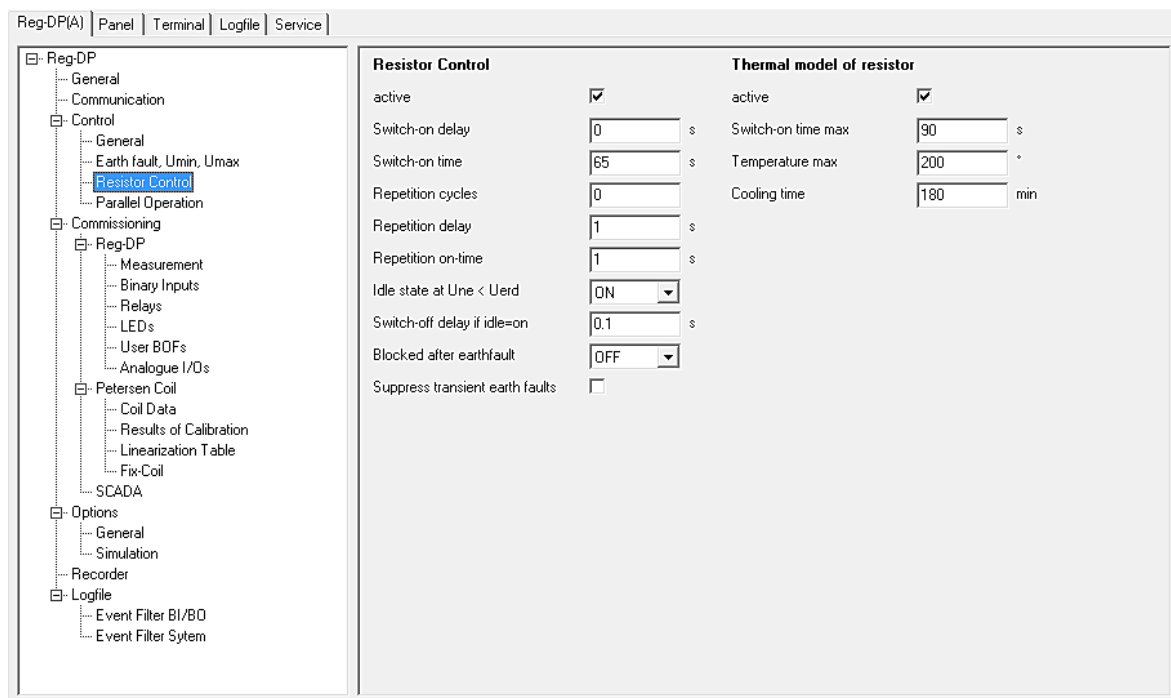 Reg-DP(A) Panel Terminal Logfile Service
Reg-DP
General
Communication
Control
General
Earth fault, Umin, Umax
Resistor Control
Parallel Operation
Commissioning
Reg-DP
Measurement
Binary Inputs
Relays
LEDs
User BOFs
Analogue I/Os
Petersen Coil
Coil Data
Results of Calibration
Linearization Table
Fix-Coil
SCADA
Options
General
Simulation
Recorder
Logfile
Event Filter BI/BO
Event Filter Sytem
Resistor Control
active
Switch-on delay 0 s
Switch-on time 65 s
Repetition cycles 0
Repetition delay 1 s
Repetition on-time 1 s
Idle state at Une < Uerd ON
Switch-off delay if idle=on 0.1 s
Blocked after earthfault OFF
Suppress transient earth faults
Thermal model of resistor
active
Switch-on time max 90 s
Temperature max 200 °
Cooling time 180 min